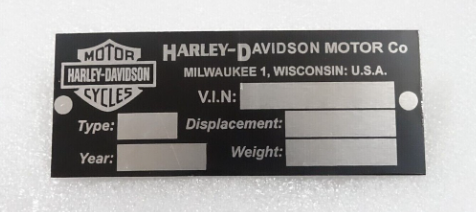 MOTOR
HARLEY-DAVIDSON
CYCLES
HARLEY-DAVIDSON MOTOR Co
MILWAUKEE 1, WISCONSIN: U.S.A.
V.I.N:
Type:
Displacement:
Year:
Weight: